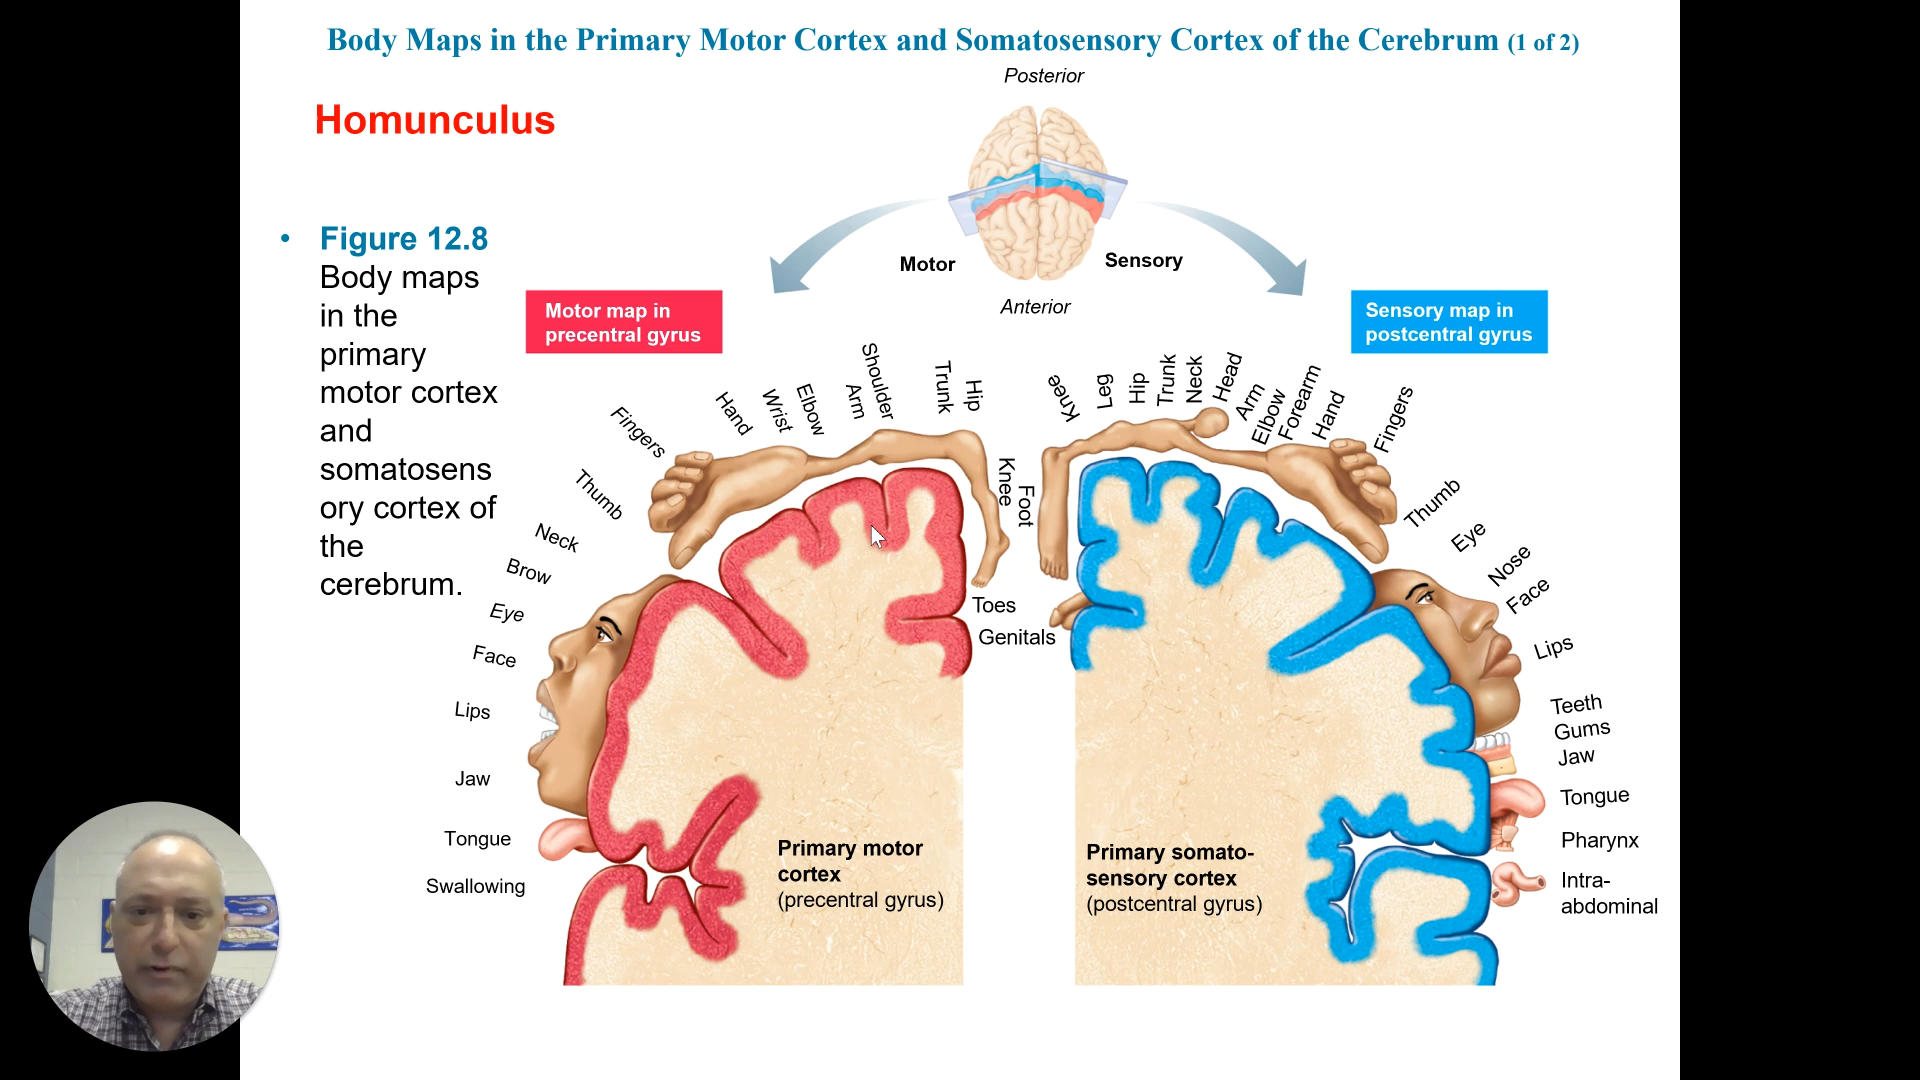 Body Maps in the Primary Motor Cortex and Somatosensory Cortex of the Cerebrum (1 of 2)
Posterior
Homunculus
• Figure 12.8
Body maps
in the
primary
motor cortex
and
somatosens
ory cortex of
the
cerebrum.
Motor
Sensory
Anterior
Motor map in
precentral gyrus
Sensory map in
postcentral gyrus
Swallowing
Tongue
Jaw
Lips
Face
Eye
Brow
Neck
Thumb
Fingers
Hand
Wrist
Elbow
Arm
Shoulder
Trunk
Hip
Knee
Foot
Toes
Genitals
Knee
Leg
Hip
Trunk
Neck
Head
Arm
Elbow
Forearm
Hand
Fingers
Thumb
Eye
Nose
Face
Lips
Teeth
Gums
Jaw
Tongue
Pharynx
Intra-
abdominal
Primary motor
cortex
(precentral gyrus)
Primary somato-
sensory cortex
(postcentral gyrus)